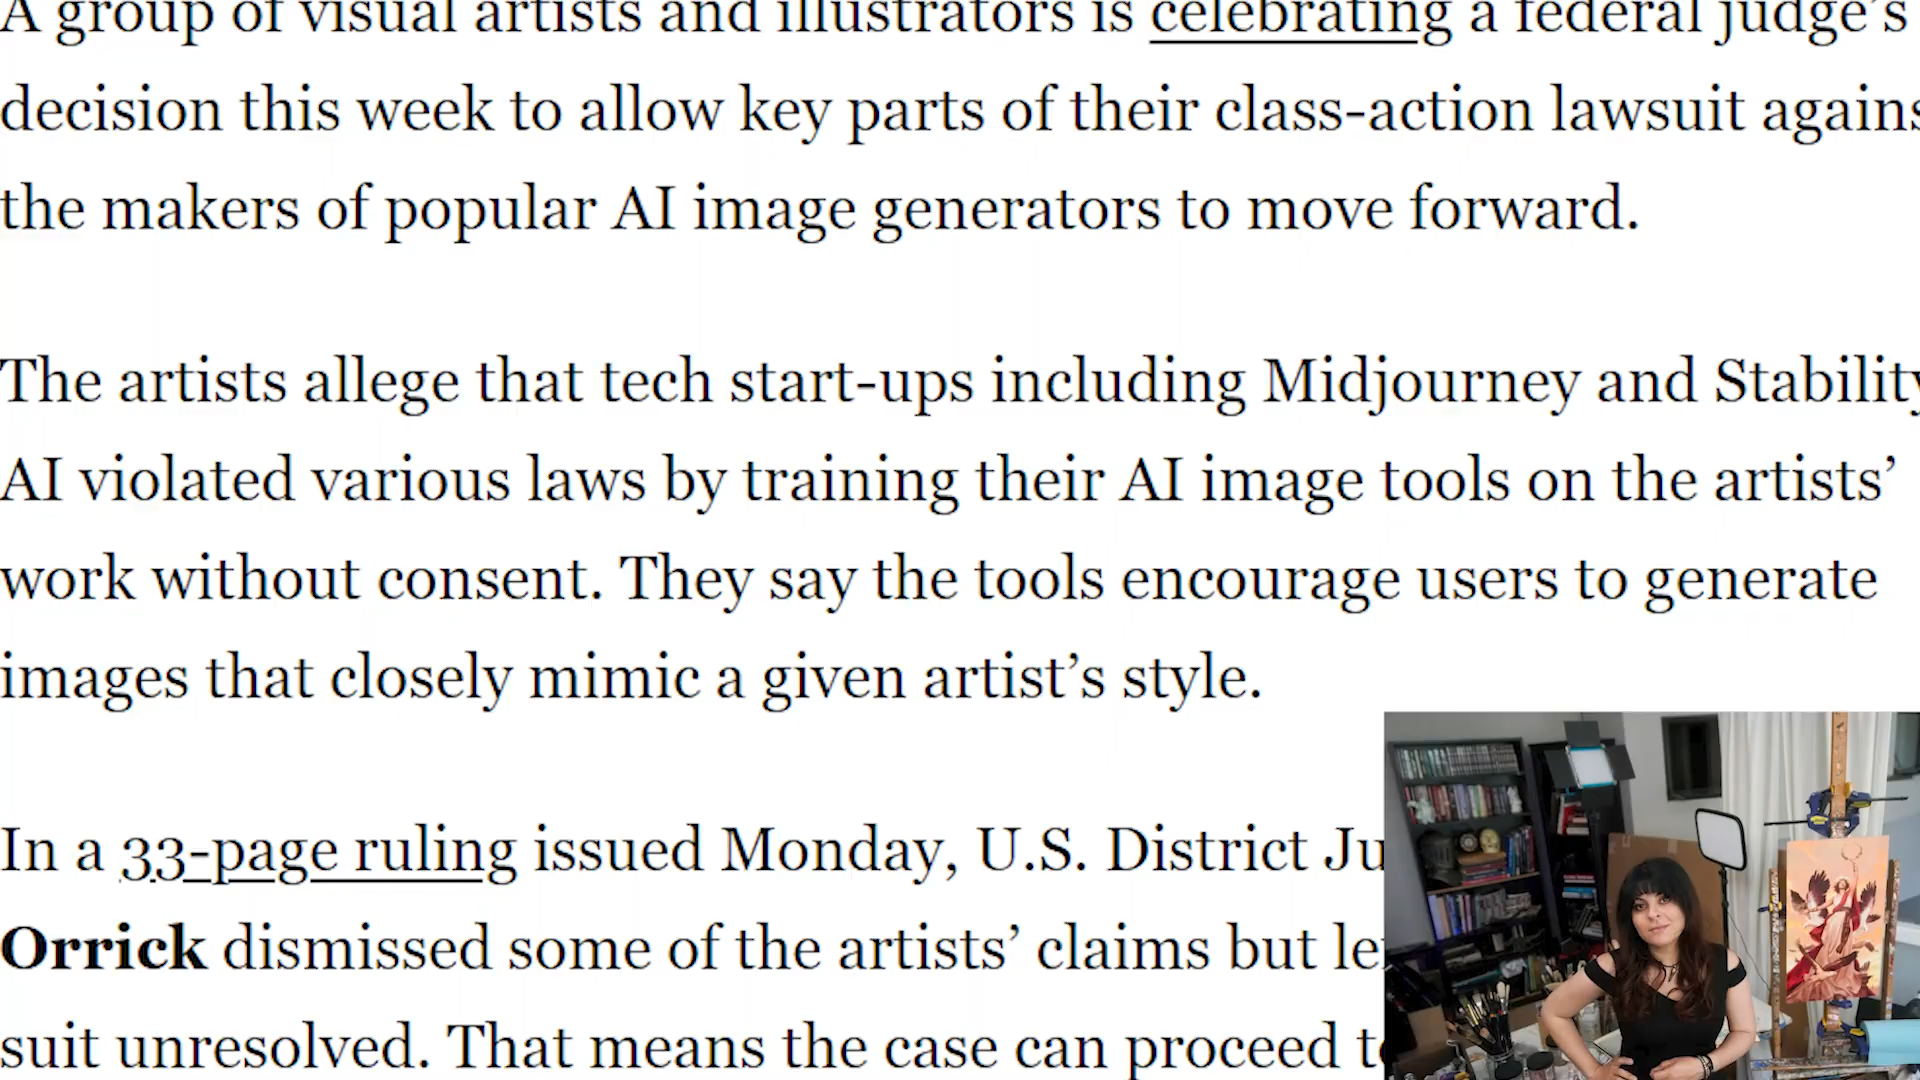 A group of visual artists and illustrators is celebrating a federal judge’s
decision this week to allow key parts of their class-action lawsuit agains
the makers of popular AI image generators to move forward.
The artists allege that tech start-ups including Midjourney and Stability
AI violated various laws by training their AI image tools on the artists’
work without consent. They say the tools encourage users to generate
images that closely mimic a given artist’s style.
In a 33-page ruling issued Monday, U.S. District Ju
Orrick dismissed some of the artists’ claims but le
suit unresolved. That means the case can proceed t